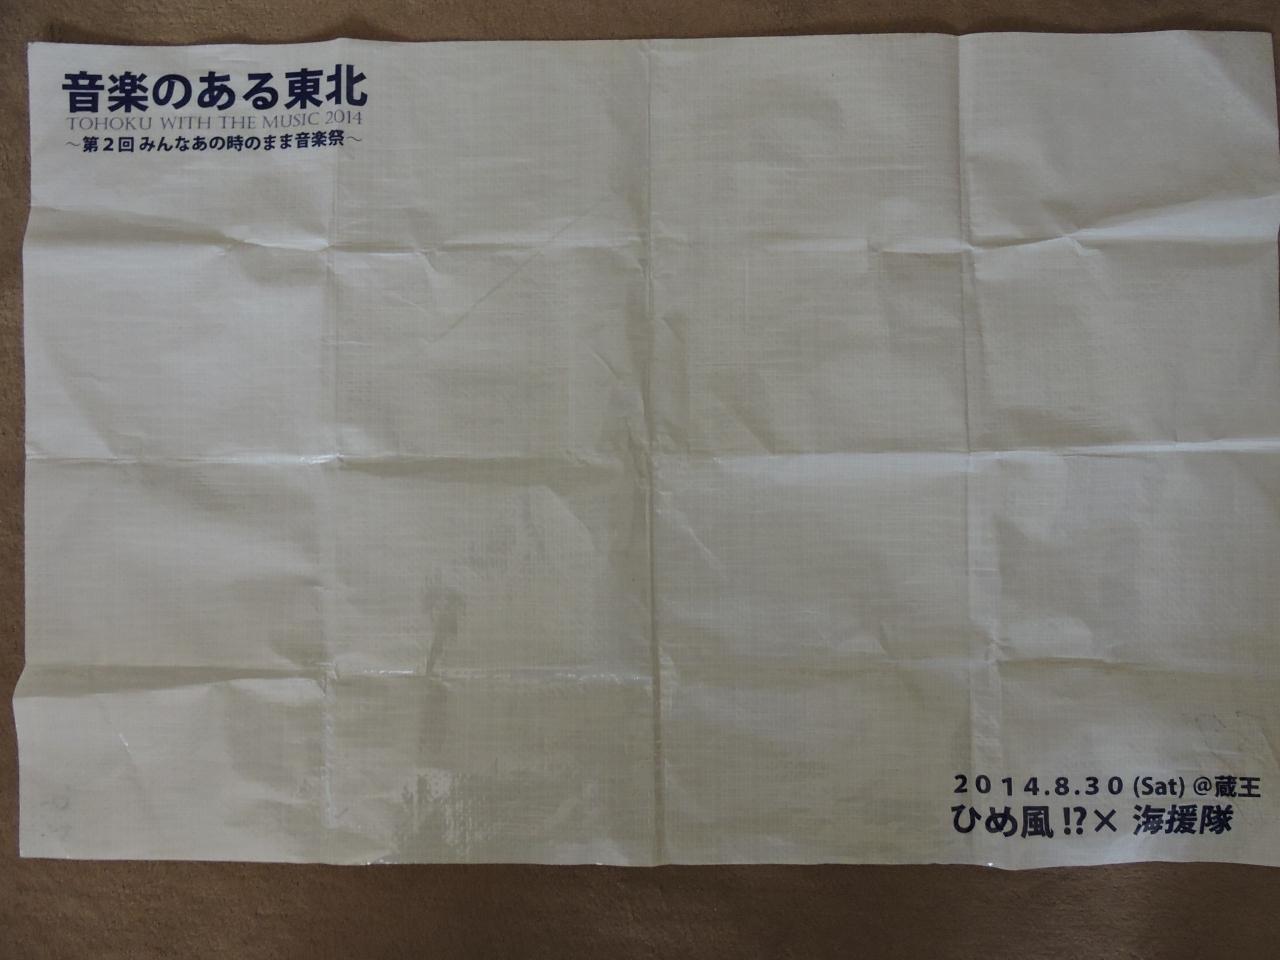 音楽のある東北
TOHOKU WITH THE MUSIC 2014
～第２回 みんなあの時のまま音楽祭～
２０１４.８.３０ (Sat) @蔵王
ひめ風 !?× 海援隊